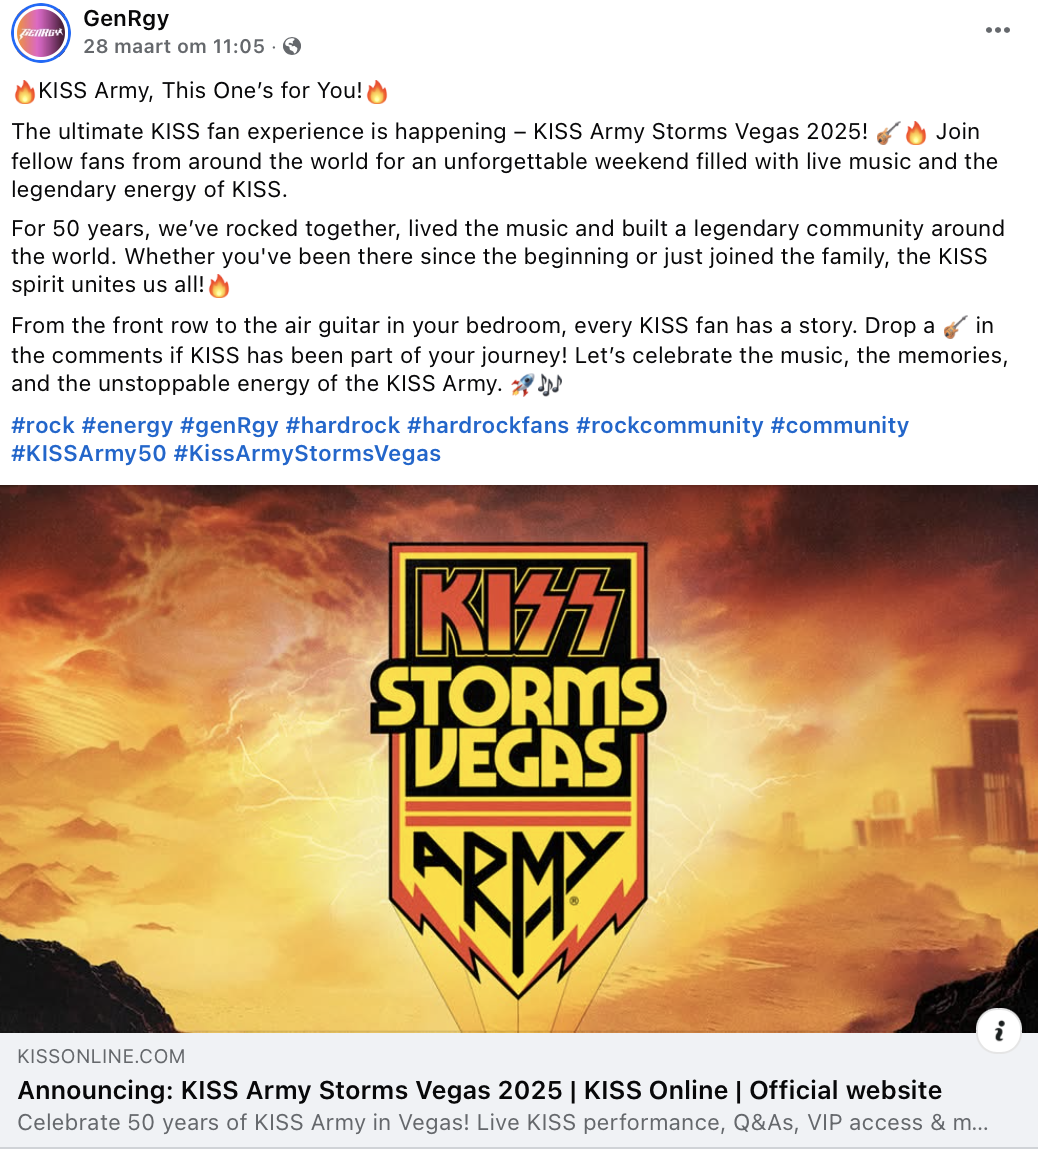 GenRgy
28 maart om 11:05 ·
🔥KISS Army, This One’s for You!🔥
The ultimate KISS fan experience is happening – KISS Army Storms Vegas 2025! 🎸🔥 Join
fellow fans from around the world for an unforgettable weekend filled with live music and the
legendary energy of KISS.
For 50 years, we’ve rocked together, lived the music and built a legendary community around
the world. Whether you've been there since the beginning or just joined the family, the KISS
spirit unites us all!🔥
From the front row to the air guitar in your bedroom, every KISS fan has a story. Drop a 🎸 in
the comments if KISS has been part of your journey! Let’s celebrate the music, the memories,
and the unstoppable energy of the KISS Army. 🚀🎶
#rock #energy #genRgy #hardrock #hardrockfans #rockcommunity #community
#KISSArmy50 #KissArmyStormsVegas
KISS
STORMS
VEGAS
ARMY®
KISSONLINE.COM
Announcing: KISS Army Storms Vegas 2025 | KISS Online | Official website
Celebrate 50 years of KISS Army in Vegas! Live KISS performance, Q&As, VIP access & m...